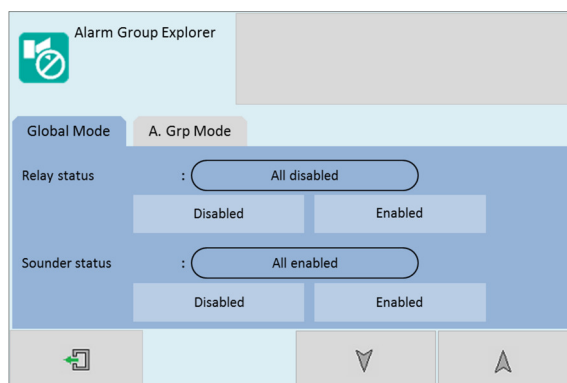 Alarm Group Explorer
Global Mode A. Grp Mode
Relay status : All disabled
Disabled Enabled
Sounder status : All enabled
Disabled Enabled